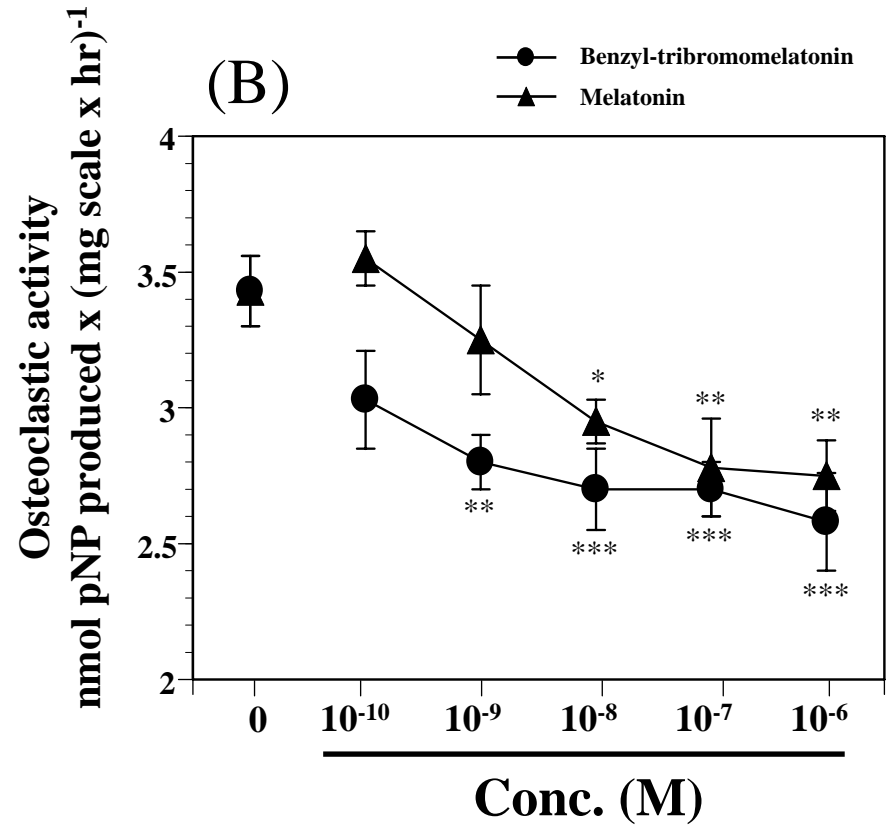 (B)
Benzyl-tribromomelatonin
Melatonin
Osteoclastic activity
nmol pNP produced x (mg scale x hr)-1
4
3.5
3
2.5
2
*
**
**
**
***
***
***
0 10-10 10-9 10-8 10-7 10-6
Conc. (M)